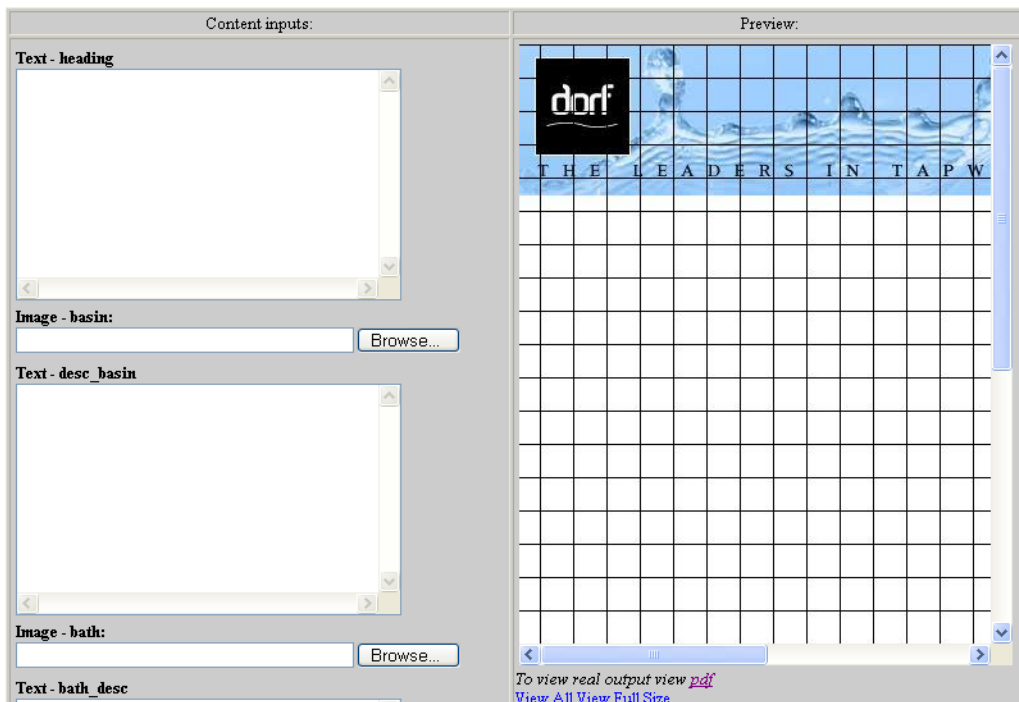 Content inputs:
Preview:
Text - heading
dorf
THE LEADERS IN TAPW
Image - basin:
Browse...
Text - desc_basin
Image - bath:
Browse...
Text - bath_desc
To view real output view pdf
View All View Full Size